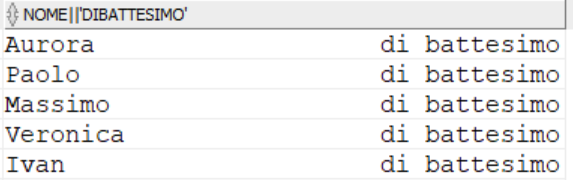 NOME||'DIBATTESIMO'
Aurora di battesimo
Paolo di battesimo
Massimo di battesimo
Veronica di battesimo
Ivan di battesimo